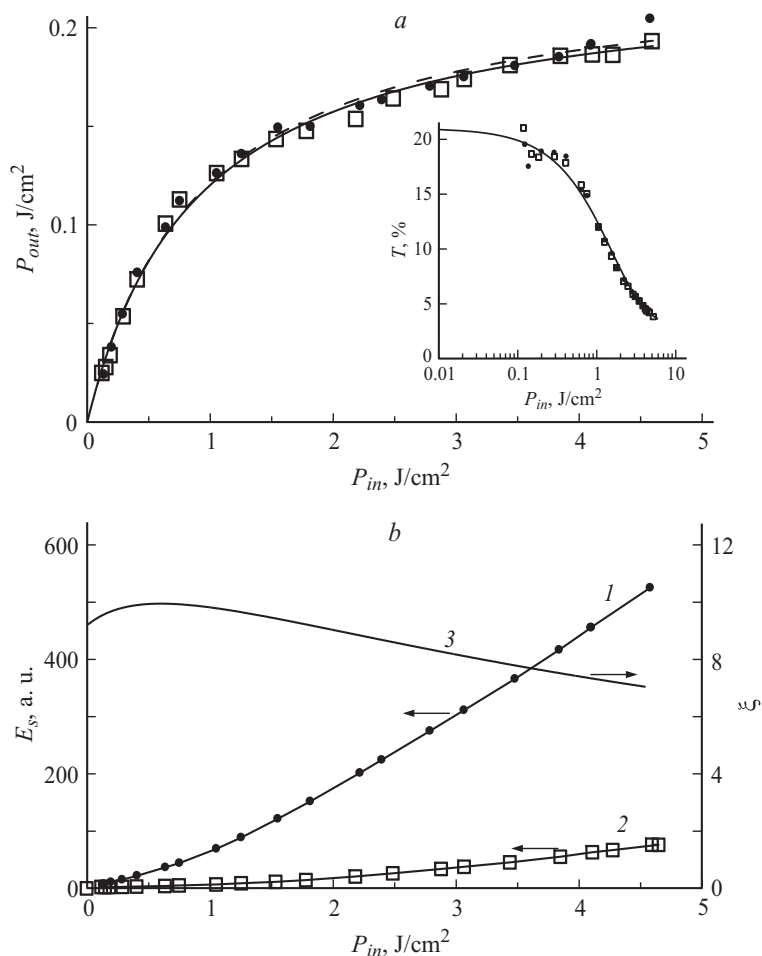 a
0.2
0.1
0
P_out, J/cm²
0 1 2 3 4 5
P_in, J/cm²
20
15
10
5
0
T, %
0.01 0.1 1 10
P_in, J/cm²
b
600
400
200
0
E_s, a. u.
12
8
4
0
ξ
1
3
2
0 1 2 3 4 5
P_in, J/cm²